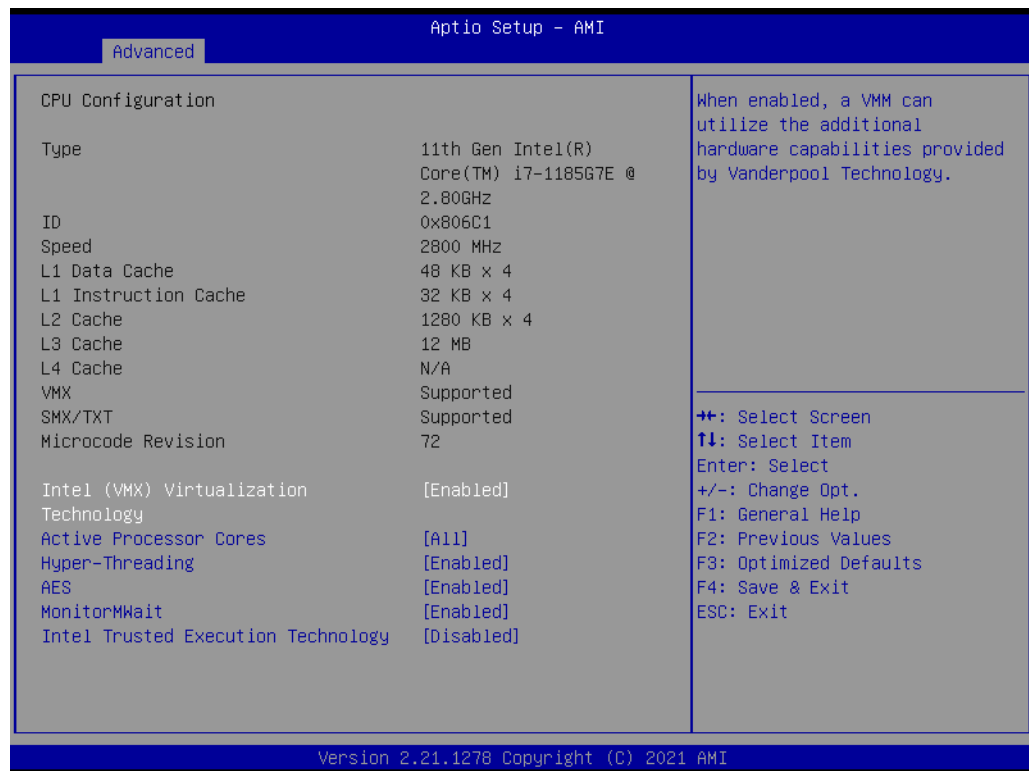 Aptio Setup – AMI
Advanced
CPU Configuration
Type 11th Gen Intel(R)
Core(TM) i7-1185G7E @
2.80GHz
ID 0x806C1
Speed 2800 MHz
L1 Data Cache 48 KB x 4
L1 Instruction Cache 32 KB x 4
L2 Cache 1280 KB x 4
L3 Cache 12 MB
L4 Cache N/A
VMX Supported
SMX/TXT Supported
Microcode Revision 72
Intel (VMX) Virtualization [Enabled]
Technology
Active Processor Cores [All]
Hyper-Threading [Enabled]
AES [Enabled]
MonitorMWait [Enabled]
Intel Trusted Execution Technology [Disabled]
When enabled, a VMM can
utilize the additional
hardware capabilities provided
by Vanderpool Technology.
→←: Select Screen
↑↓: Select Item
Enter: Select
+/-: Change Opt.
F1: General Help
F2: Previous Values
F3: Optimized Defaults
F4: Save & Exit
ESC: Exit
Version 2.21.1278 Copyright (C) 2021 AMI